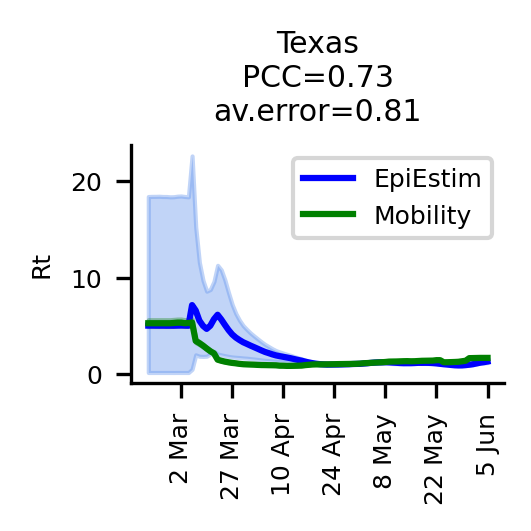 Texas
PCC=0.73
av.error=0.81
EpiEstim
Mobility
Rt
20
10
0
2 Mar
27 Mar
10 Apr
24 Apr
8 May
22 May
5 Jun